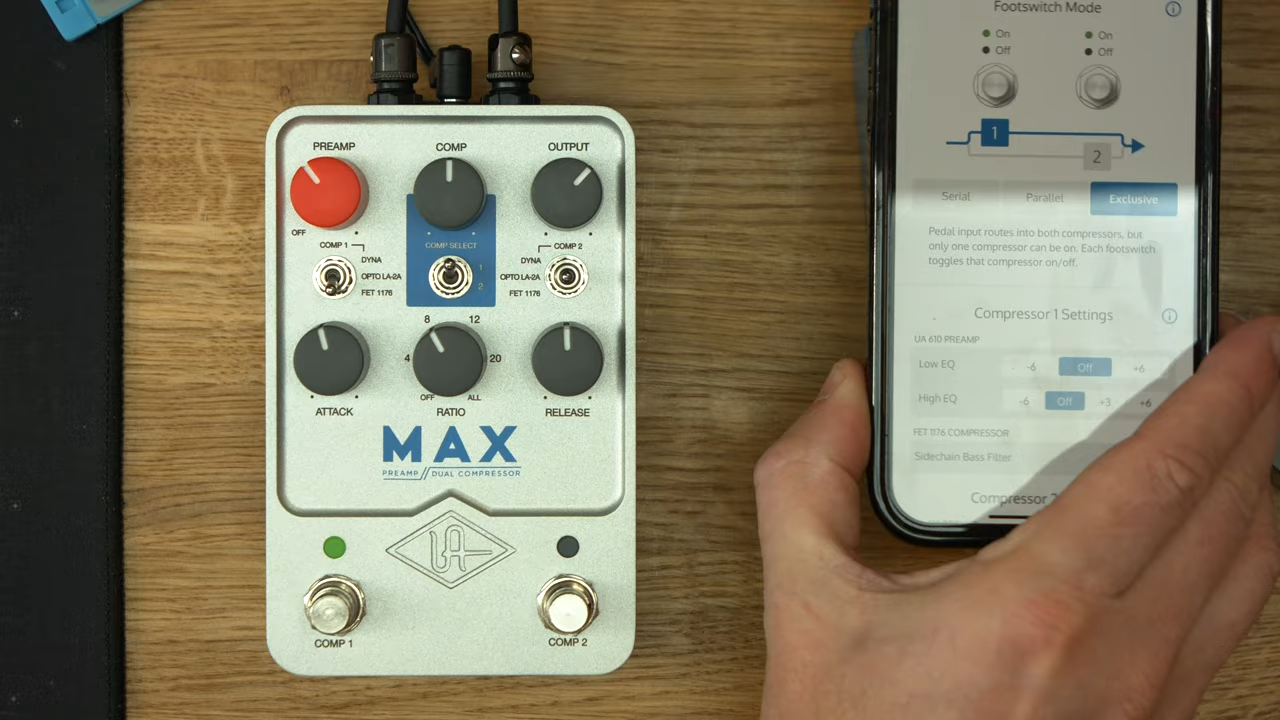 PREAMP
COMP
OUTPUT
OFF
COMP 1
DYNA
OPTO LA-2A
FET 1176
COMP SELECT
1
2
COMP 2
DYNA
OPTO LA-2A
FET 1176
8
12
4
20
OFF
ALL
ATTACK
RATIO
RELEASE
MAX
PREAMP // DUAL COMPRESSOR
UA
COMP 1
COMP 2
Footswitch Mode
On
Off
On
Off
1
2
Serial
Parallel
Exclusive
Pedal input routes into both compressors, but
only one compressor can be on. Each footswitch
toggles that compressor on/off.
Compressor 1 Settings
UA 610 PREAMP
Low EQ
-6
Off
+6
High EQ
-6
Off
+3
+6
FET 1176 COMPRESSOR
Sidechain Bass Filter
Compressor 2